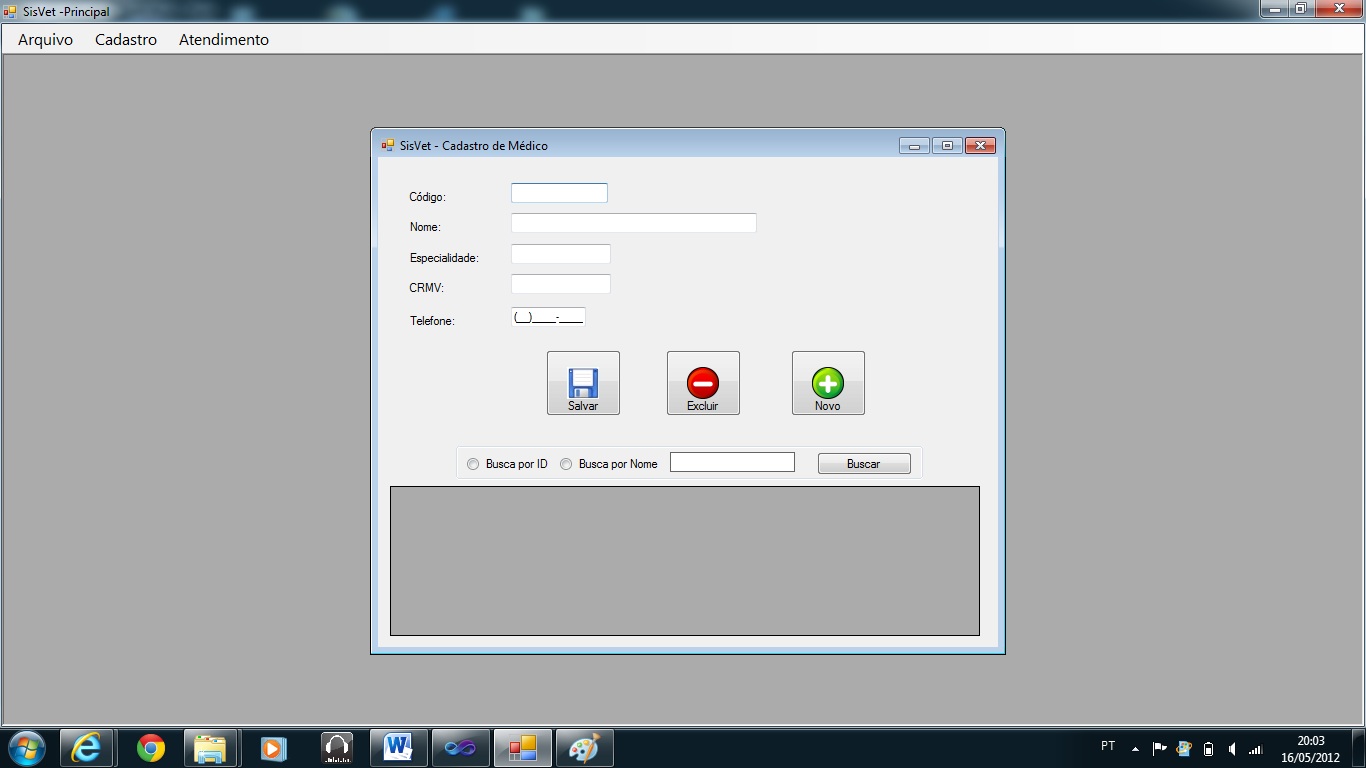 SisVet -Principal
Arquivo Cadastro Atendimento
SisVet - Cadastro de Médico
Código:
Nome:
Especialidade:
CRMV:
Telefone: (__)____-____
Salvar Excluir Novo
Busca por ID Busca por Nome Buscar
PT 20:03
16/05/2012